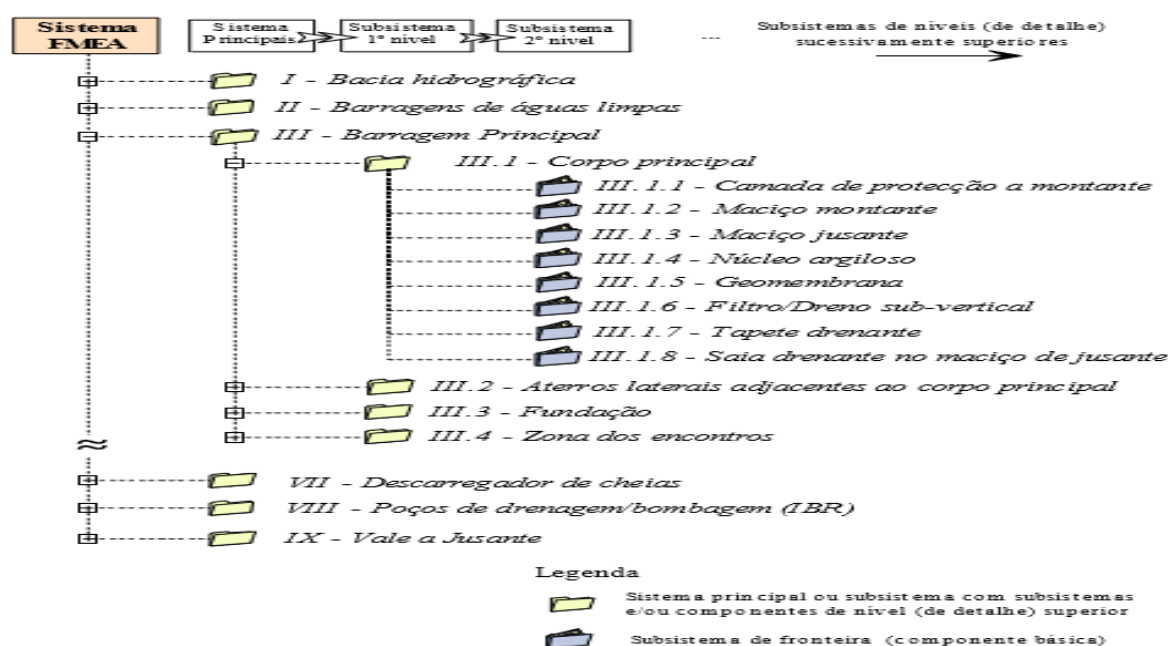 Sistema FMEA
Sistema Principais
Subsistema 1º nível
Subsistema 2º nível
...
Subsistemas de níveis (de detalhe) sucessivamente superiores
I - Bacia hidrográfica
II - Barragens de águas limpas
III - Barragem Principal
III.1 - Corpo principal
III.1.1 - Camada de protecção a montante
III.1.2 - Maciço montante
III.1.3 - Maciço jusante
III.1.4 - Núcleo argiloso
III.1.5 - Geomembrana
III.1.6 - Filtro/Dreno sub-vertical
III.1.7 - Tapete drenante
III.1.8 - Saia drenante no maciço de jusante
III.2 - Aterros laterais adjacentes ao corpo principal
III.3 - Fundação
III.4 - Zona dos encontros
VII - Descarregador de cheias
VIII - Poços de drenagem/bombagem (IBR)
IX - Vale a Jusante
Legenda
Sistema principal ou subsistema com subsistemas
e/ou componentes de nível (de detalhe) superior
Subsistema de fronteira (componente básica)